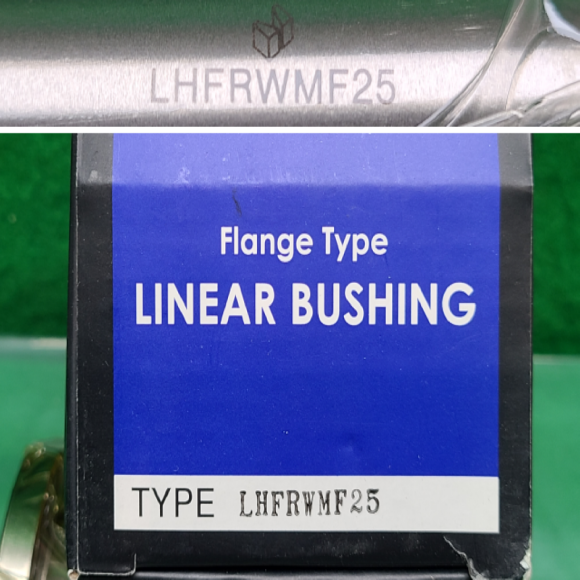 LHFRWMF25
Flange Type
LINEAR BUSHING
TYPE LHFRWMF25